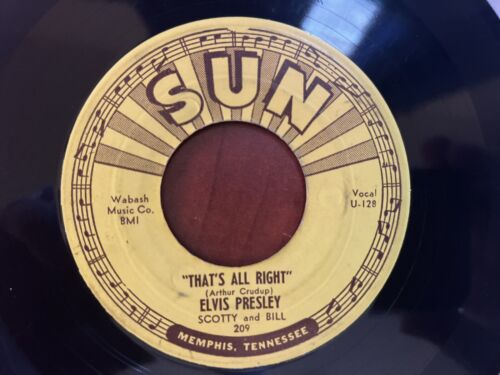 SUN
Wabash
Music Co.
BMI
Vocal
U-128
"THAT'S ALL RIGHT"
(Arthur Crudup)
ELVIS PRESLEY
SCOTTY and BILL
209
MEMPHIS, TENNESSEE